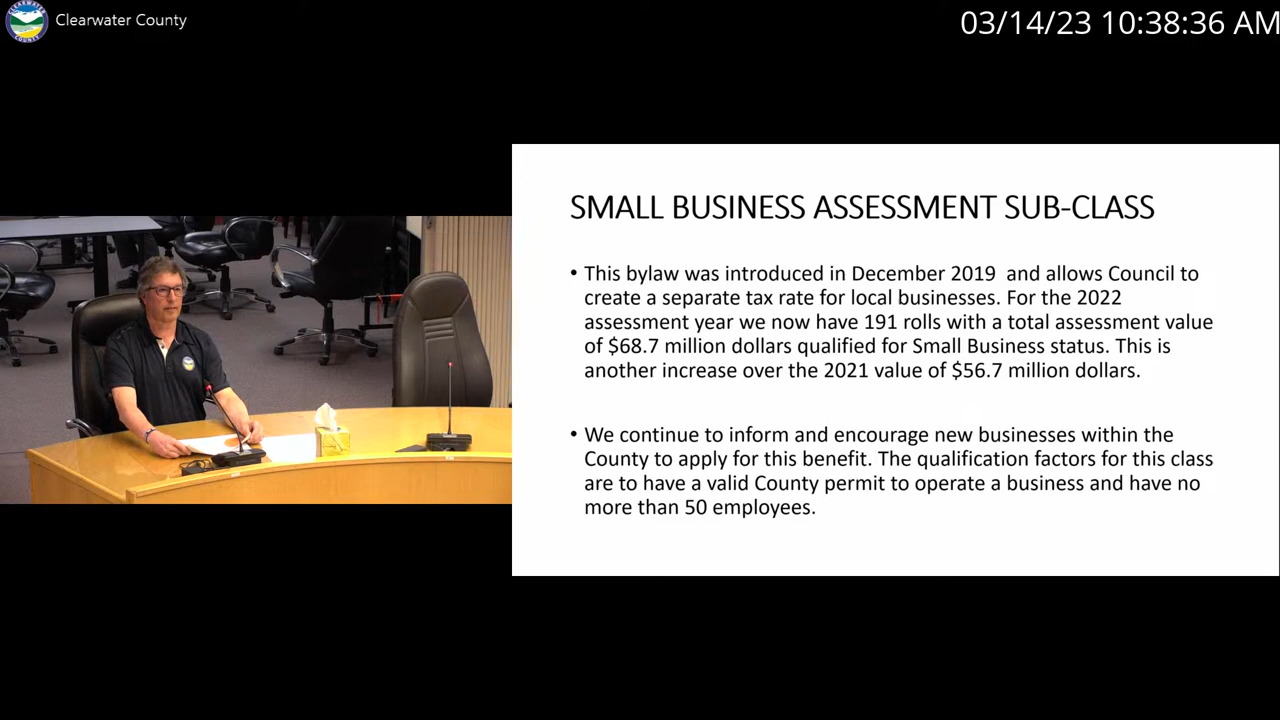 CLEARWATER
COUNTY
Clearwater County
03/14/23 10:38:36 AM
SMALL BUSINESS ASSESSMENT SUB-CLASS
• This bylaw was introduced in December 2019 and allows Council to
create a separate tax rate for local businesses. For the 2022
assessment year we now have 191 rolls with a total assessment value
of $68.7 million dollars qualified for Small Business status. This is
another increase over the 2021 value of $56.7 million dollars.
• We continue to inform and encourage new businesses within the
County to apply for this benefit. The qualification factors for this class
are to have a valid County permit to operate a business and have no
more than 50 employees.